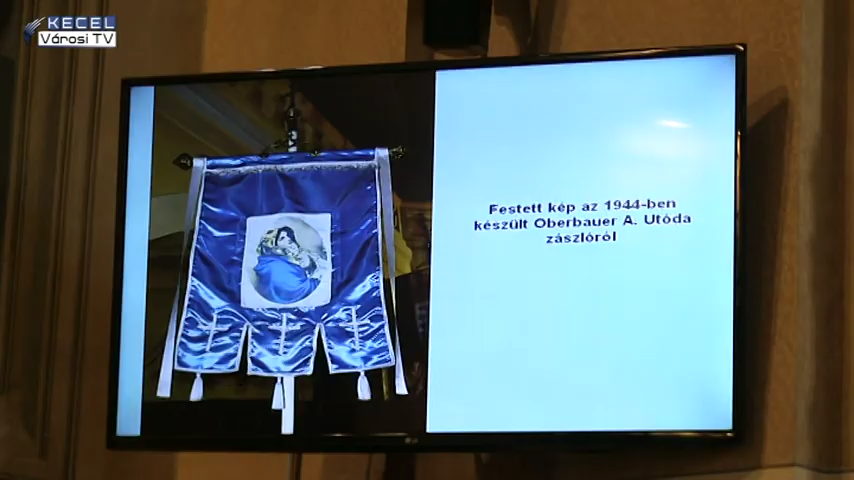 KECEL
Városi TV
Festett kép az 1944-ben
készült Oberbauer A. Utóda
zászlóról
LG